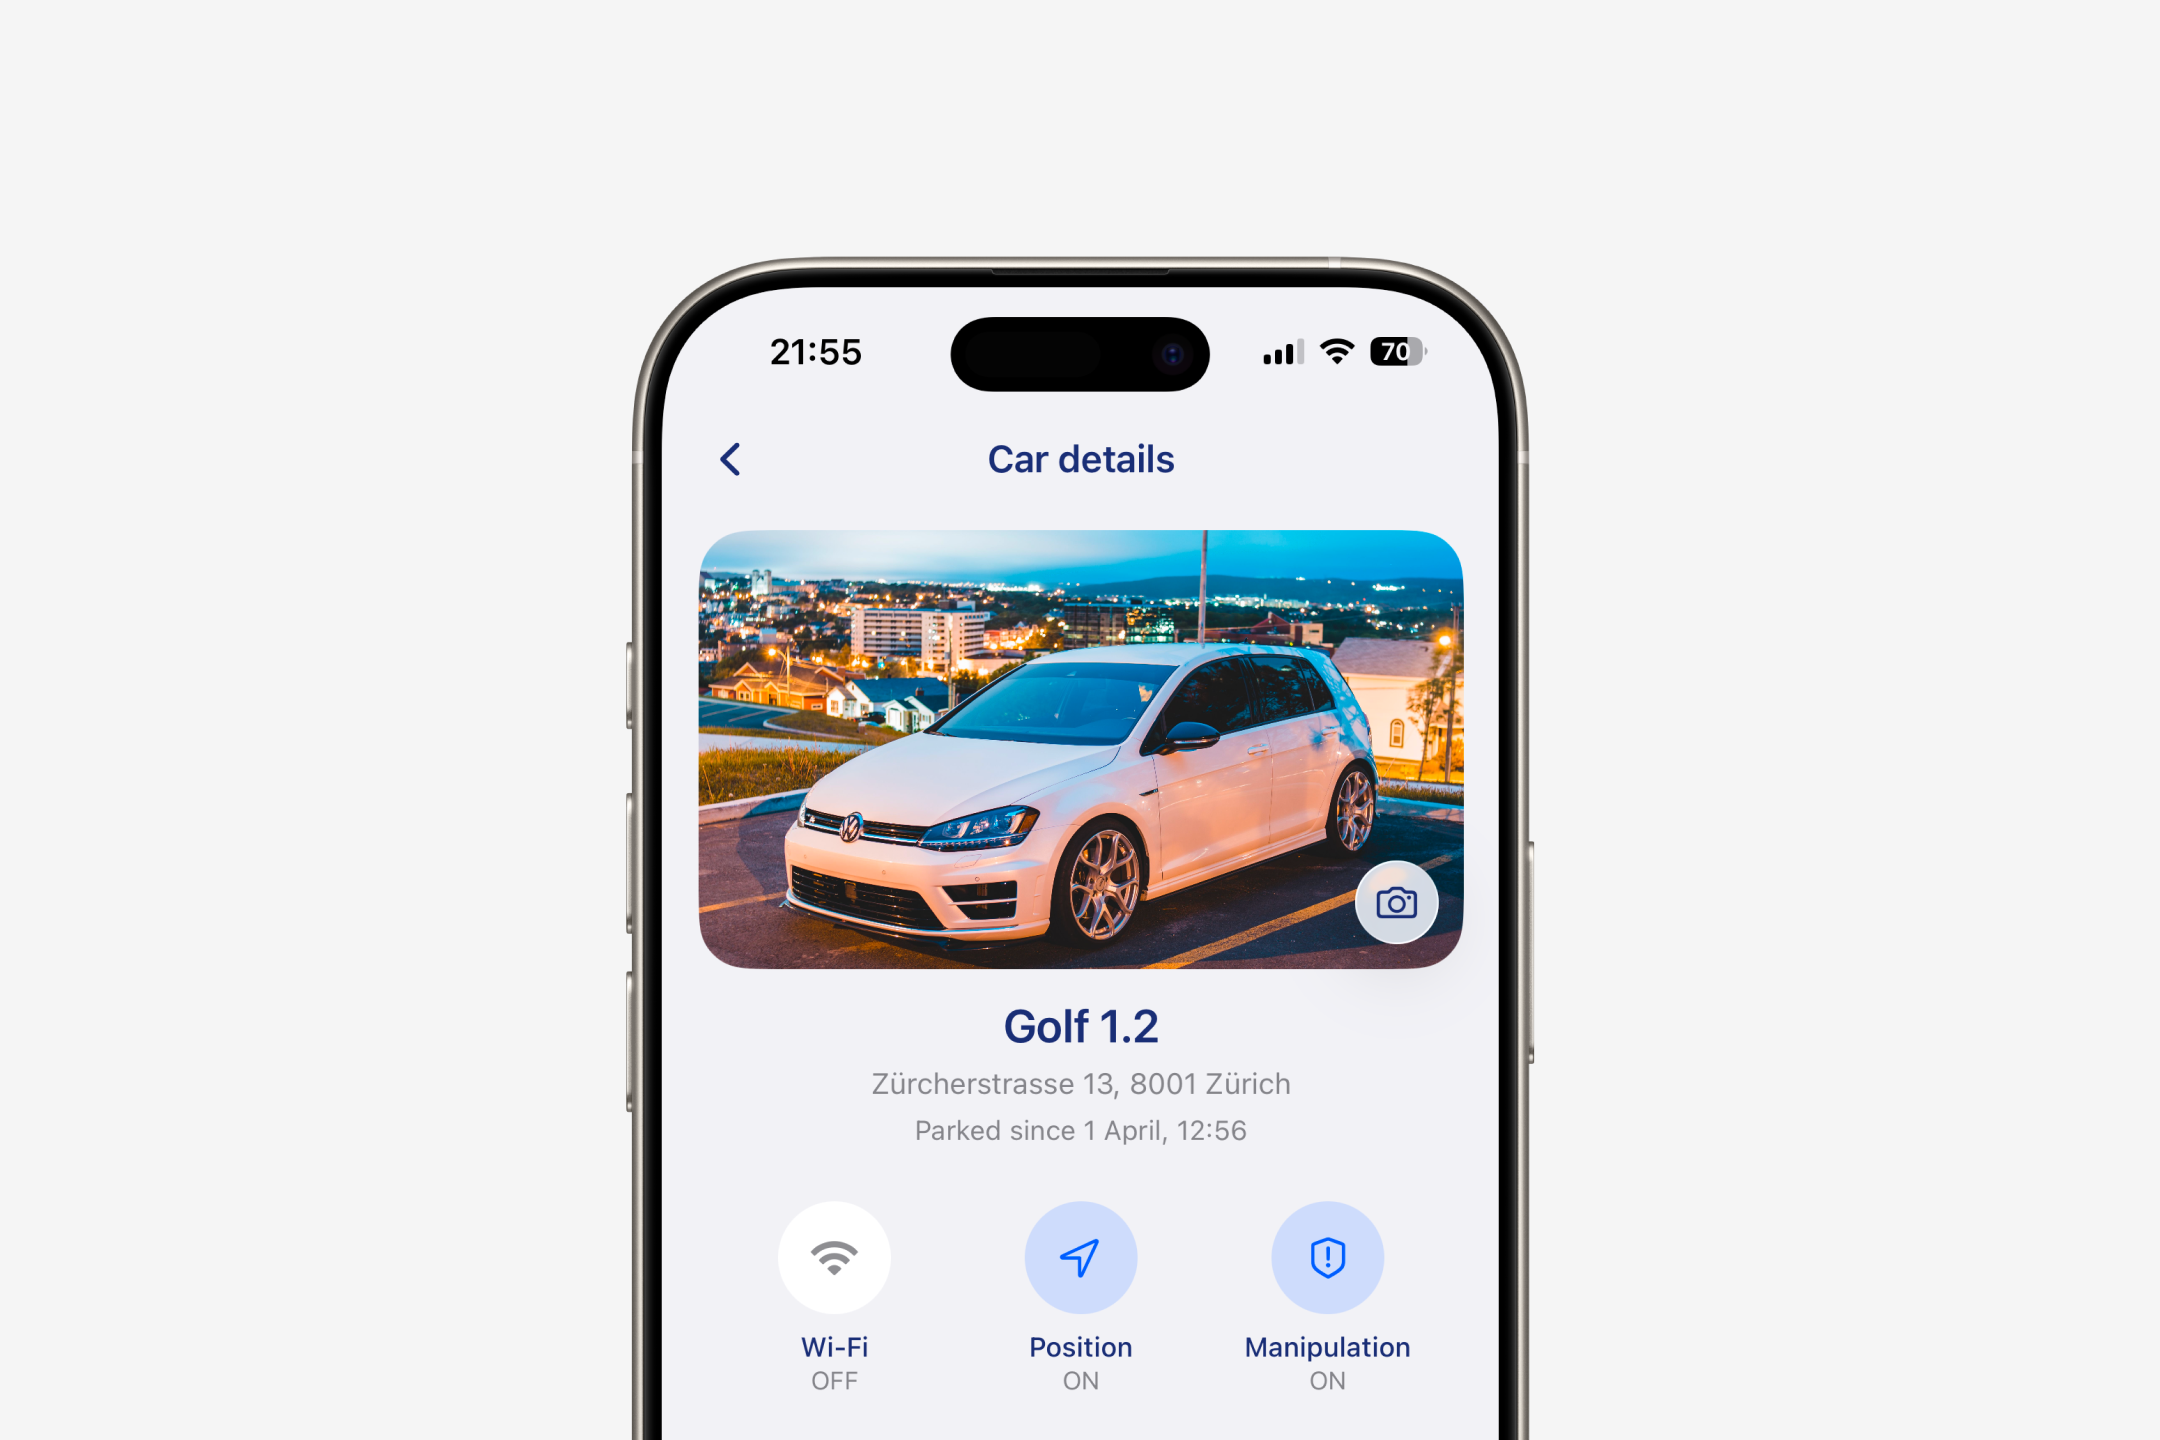 21:55
70
Car details
Golf 1.2
Zürcherstrasse 13, 8001 Zürich
Parked since 1 April, 12:56
Wi-Fi
OFF
Position
ON
Manipulation
ON